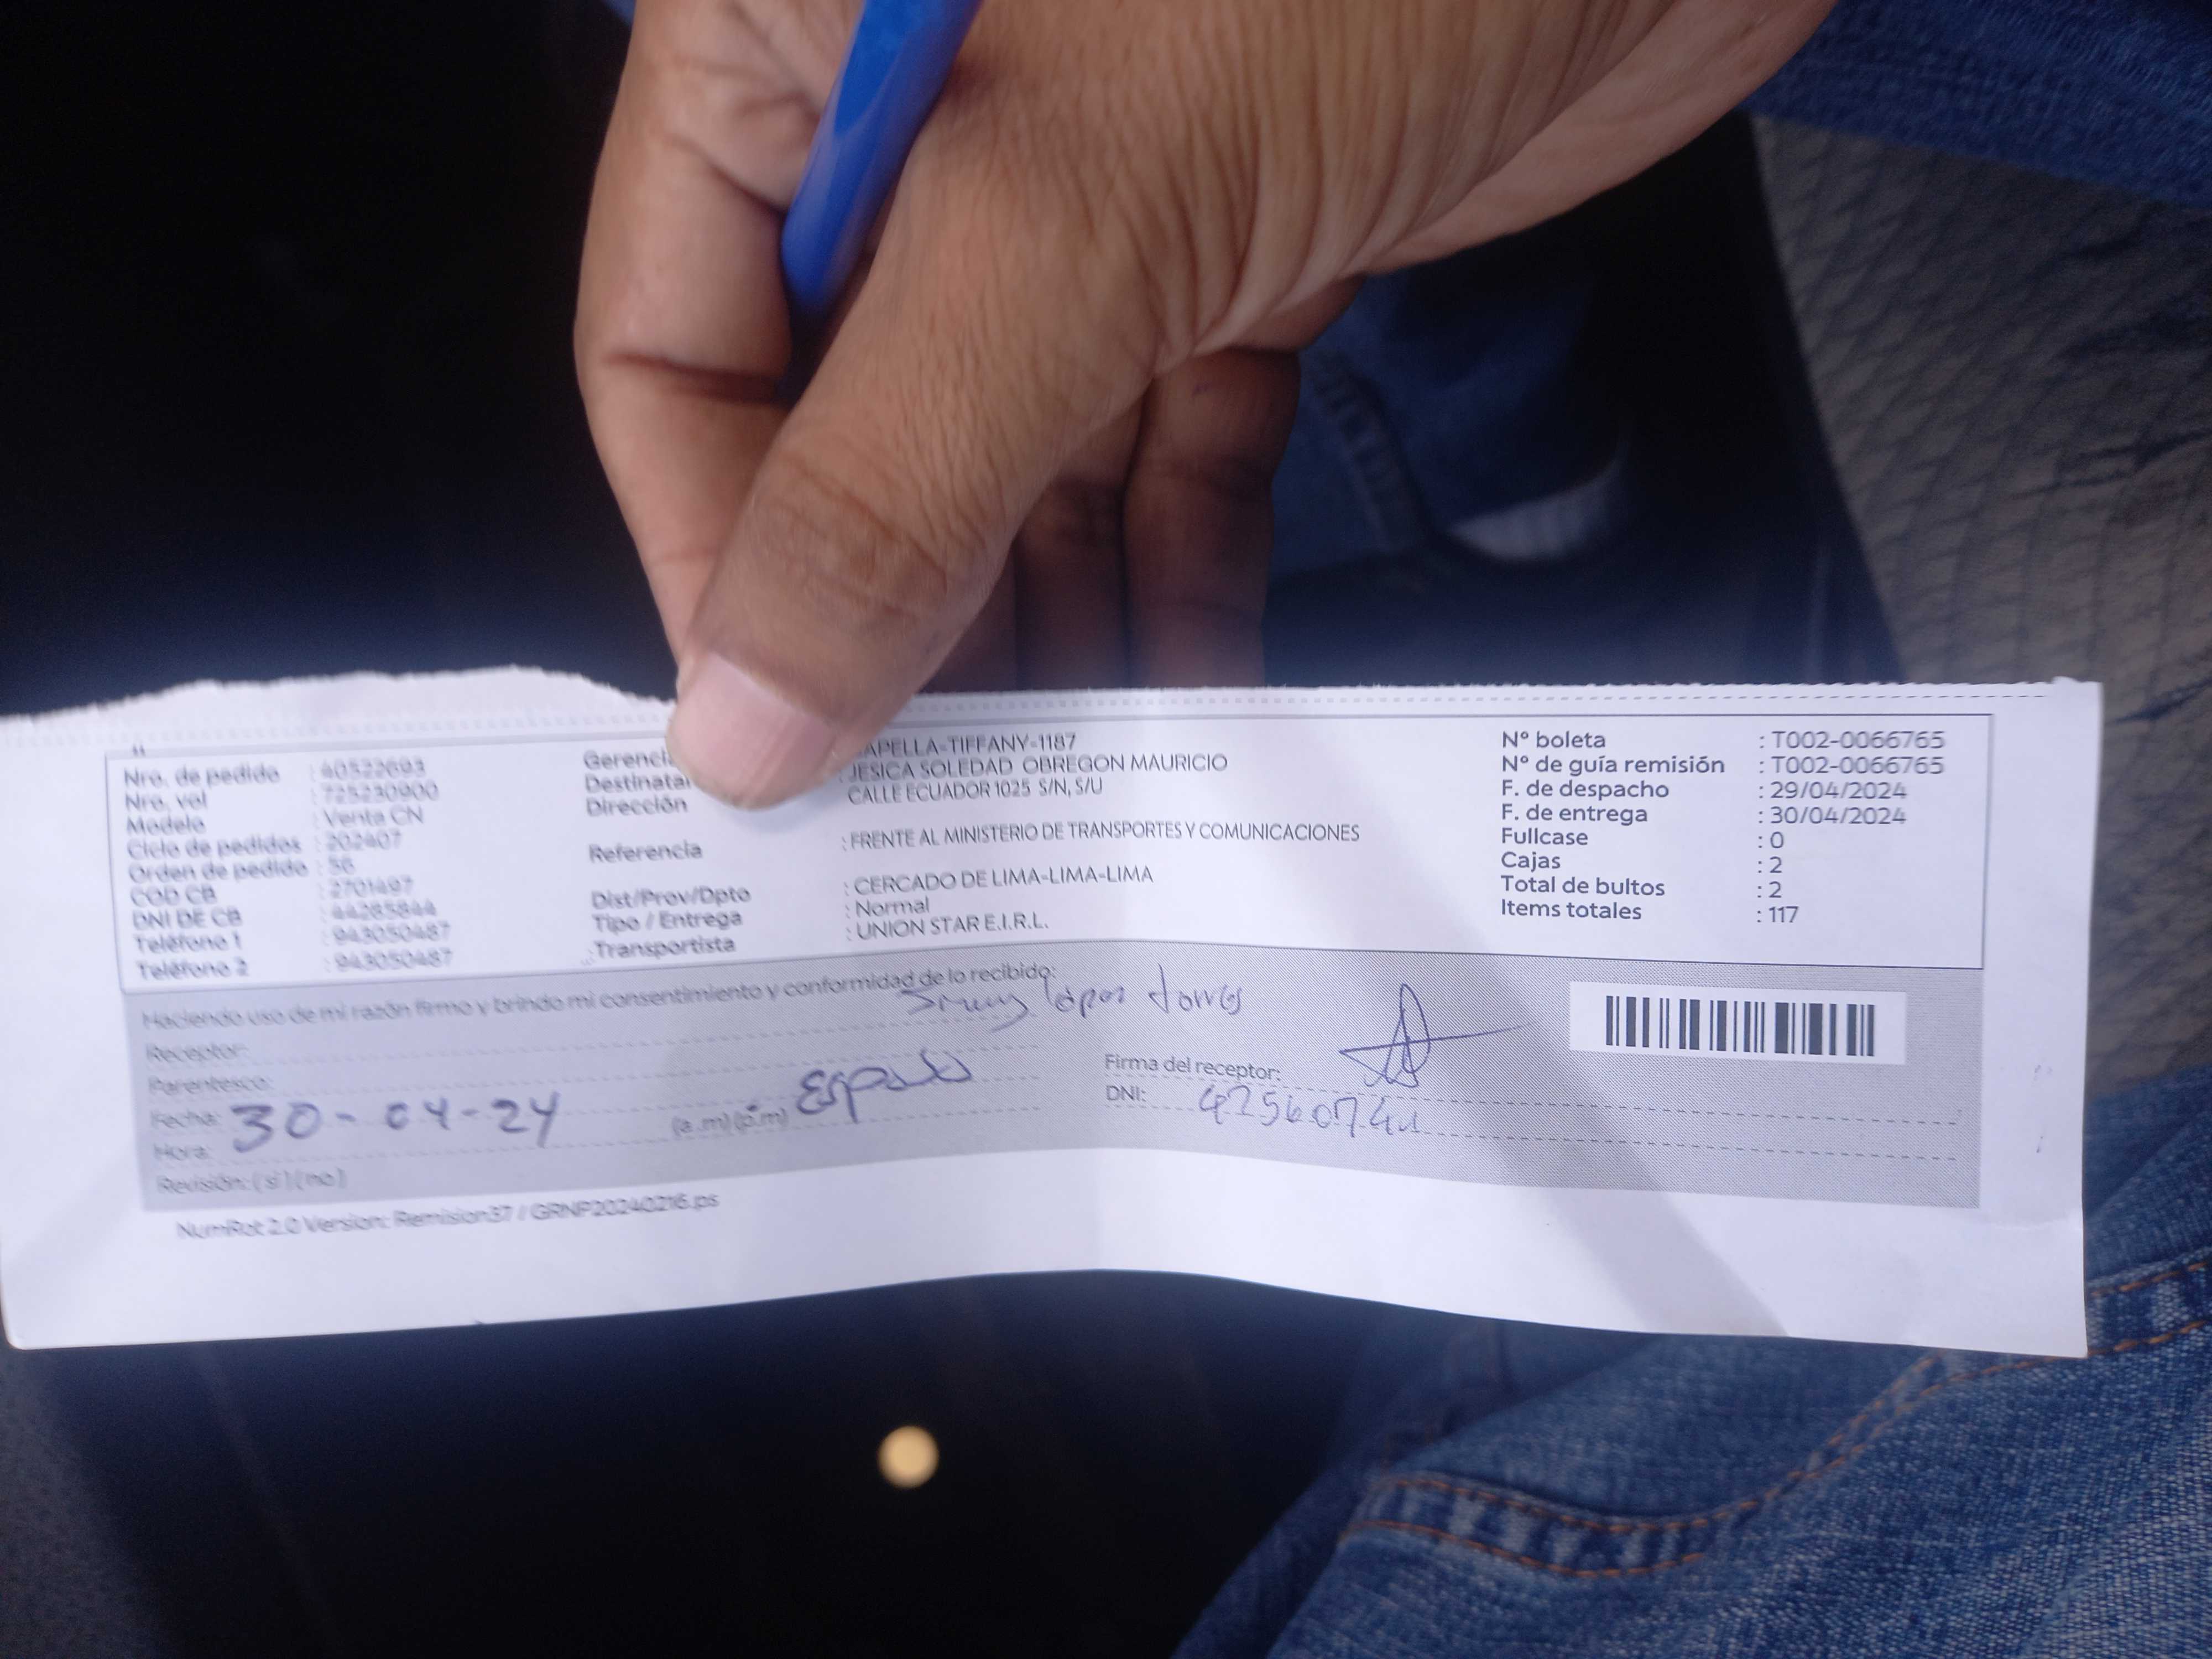 Nro. de pedido : 40522693
Nro. vol : 725230900
Modelo : Venta CN
Ciclo de pedidos : 202407
Orden de pedido : 56
COD CB : 2701497
DNI DE CB : 44285844
Teléfono 1 : 943050487
Teléfono 2 : 943050487
Gerenci APELLA-TIFFANY-1187
Destinata : JESICA SOLEDAD OBREGON MAURICIO
Dirección CALLE ECUADOR 1025 S/N, S/U
Referencia : FRENTE AL MINISTERIO DE TRANSPORTES Y COMUNICACIONES
Dist/Prov/Dpto : CERCADO DE LIMA-LIMA-LIMA
Tipo / Entrega : Normal
Transportista : UNION STAR E.I.R.L.
Nº boleta : T002-0066765
Nº de guía remisión : T002-0066765
F. de despacho : 29/04/2024
F. de entrega : 30/04/2024
Fullcase : 0
Cajas : 2
Total de bultos : 2
Items totales : 117
Haciendo uso de mi razón firmo y brindo mi consentimiento y conformidad de lo recibido:
Receptor: lopez torres
Parentesco:
Fecha: 30-04-24
Hora: (a.m) (p.m)
Revisión: ( si ) ( no )
Firma del receptor:
DNI:
NumRot 2.0 Version: Remision37 / GRNP20240216.ps